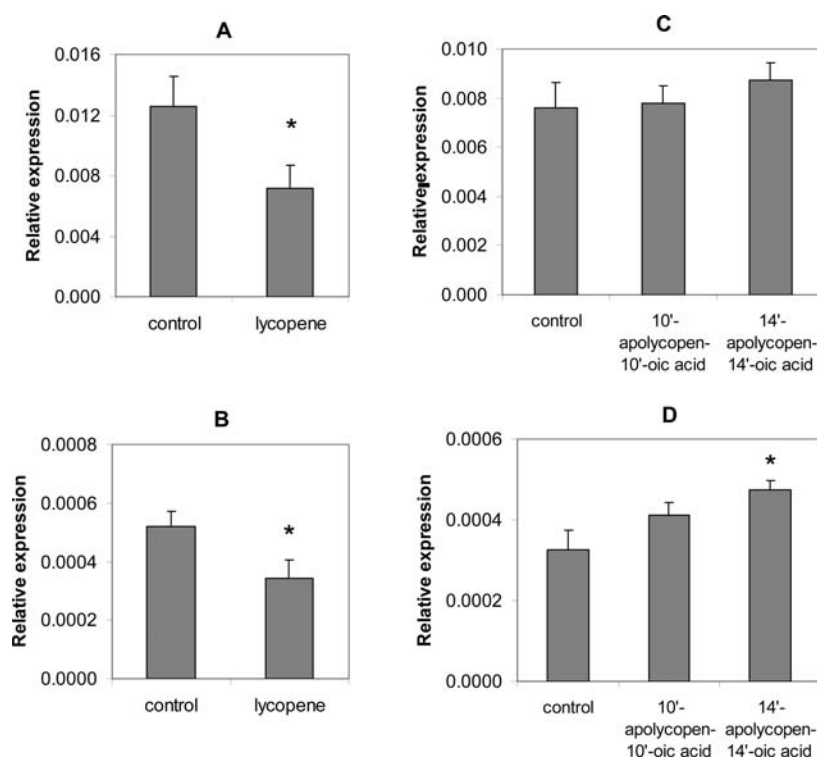 A
Relative expression
0.016
0.012
0.008
0.004
0.000
*
control
lycopene
C
Relative expression
0.010
0.008
0.006
0.004
0.002
0.000
control
10'-
apolycopen-
10'-oic acid
14'-
apolycopen-
14'-oic acid
B
Relative expression
0.0008
0.0006
0.0004
0.0002
0.0000
*
control
lycopene
D
Relative expression
0.0006
0.0004
0.0002
0.0000
*
control
10'-
apolycopen-
10'-oic acid
14'-
apolycopen-
14'-oic acid